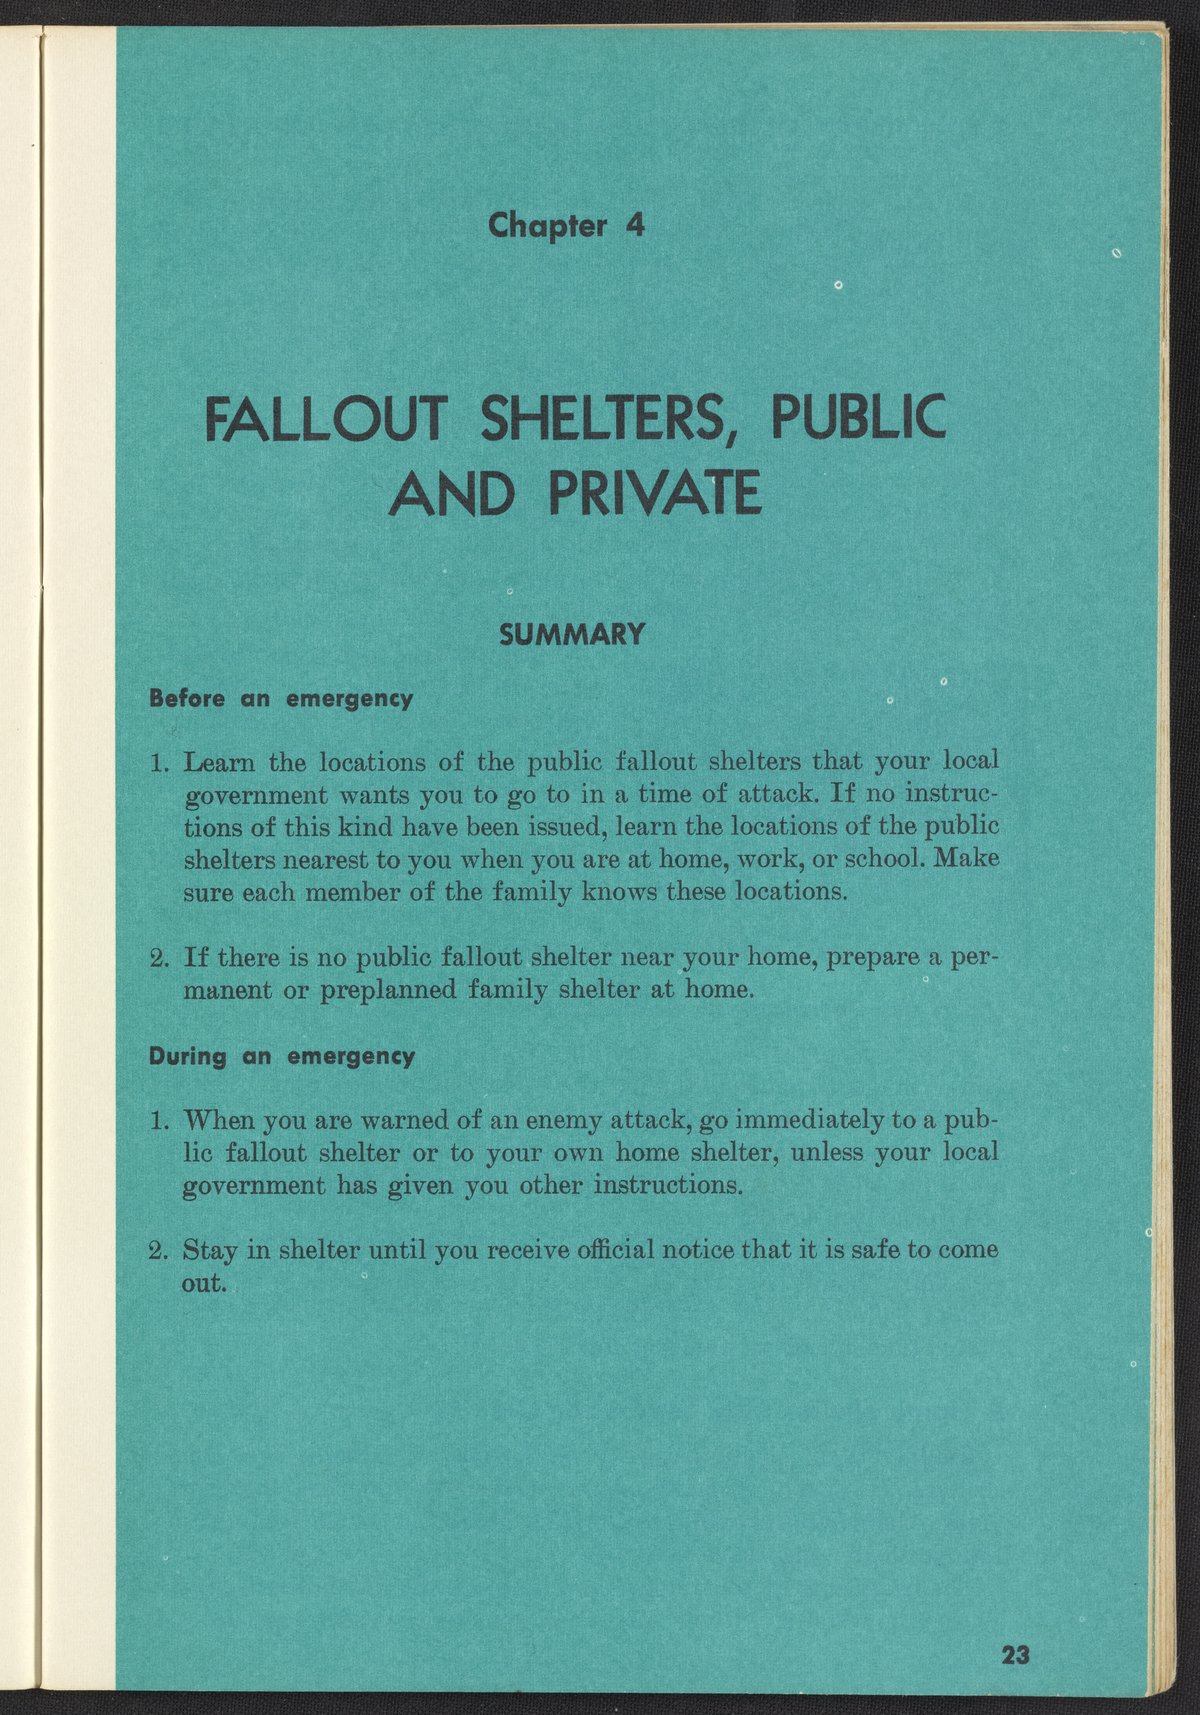 Chapter 4
FALLOUT SHELTERS, PUBLIC
AND PRIVATE
SUMMARY
Before an emergency
1. Learn the locations of the public fallout shelters that your local
government wants you to go to in a time of attack. If no instruc-
tions of this kind have been issued, learn the locations of the public
shelters nearest to you when you are at home, work, or school. Make
sure each member of the family knows these locations.
2. If there is no public fallout shelter near your home, prepare a per-
manent or preplanned family shelter at home.
During an emergency
1. When you are warned of an enemy attack, go immediately to a pub-
lic fallout shelter or to your own home shelter, unless your local
government has given you other instructions.
2. Stay in shelter until you receive official notice that it is safe to come
out.
23